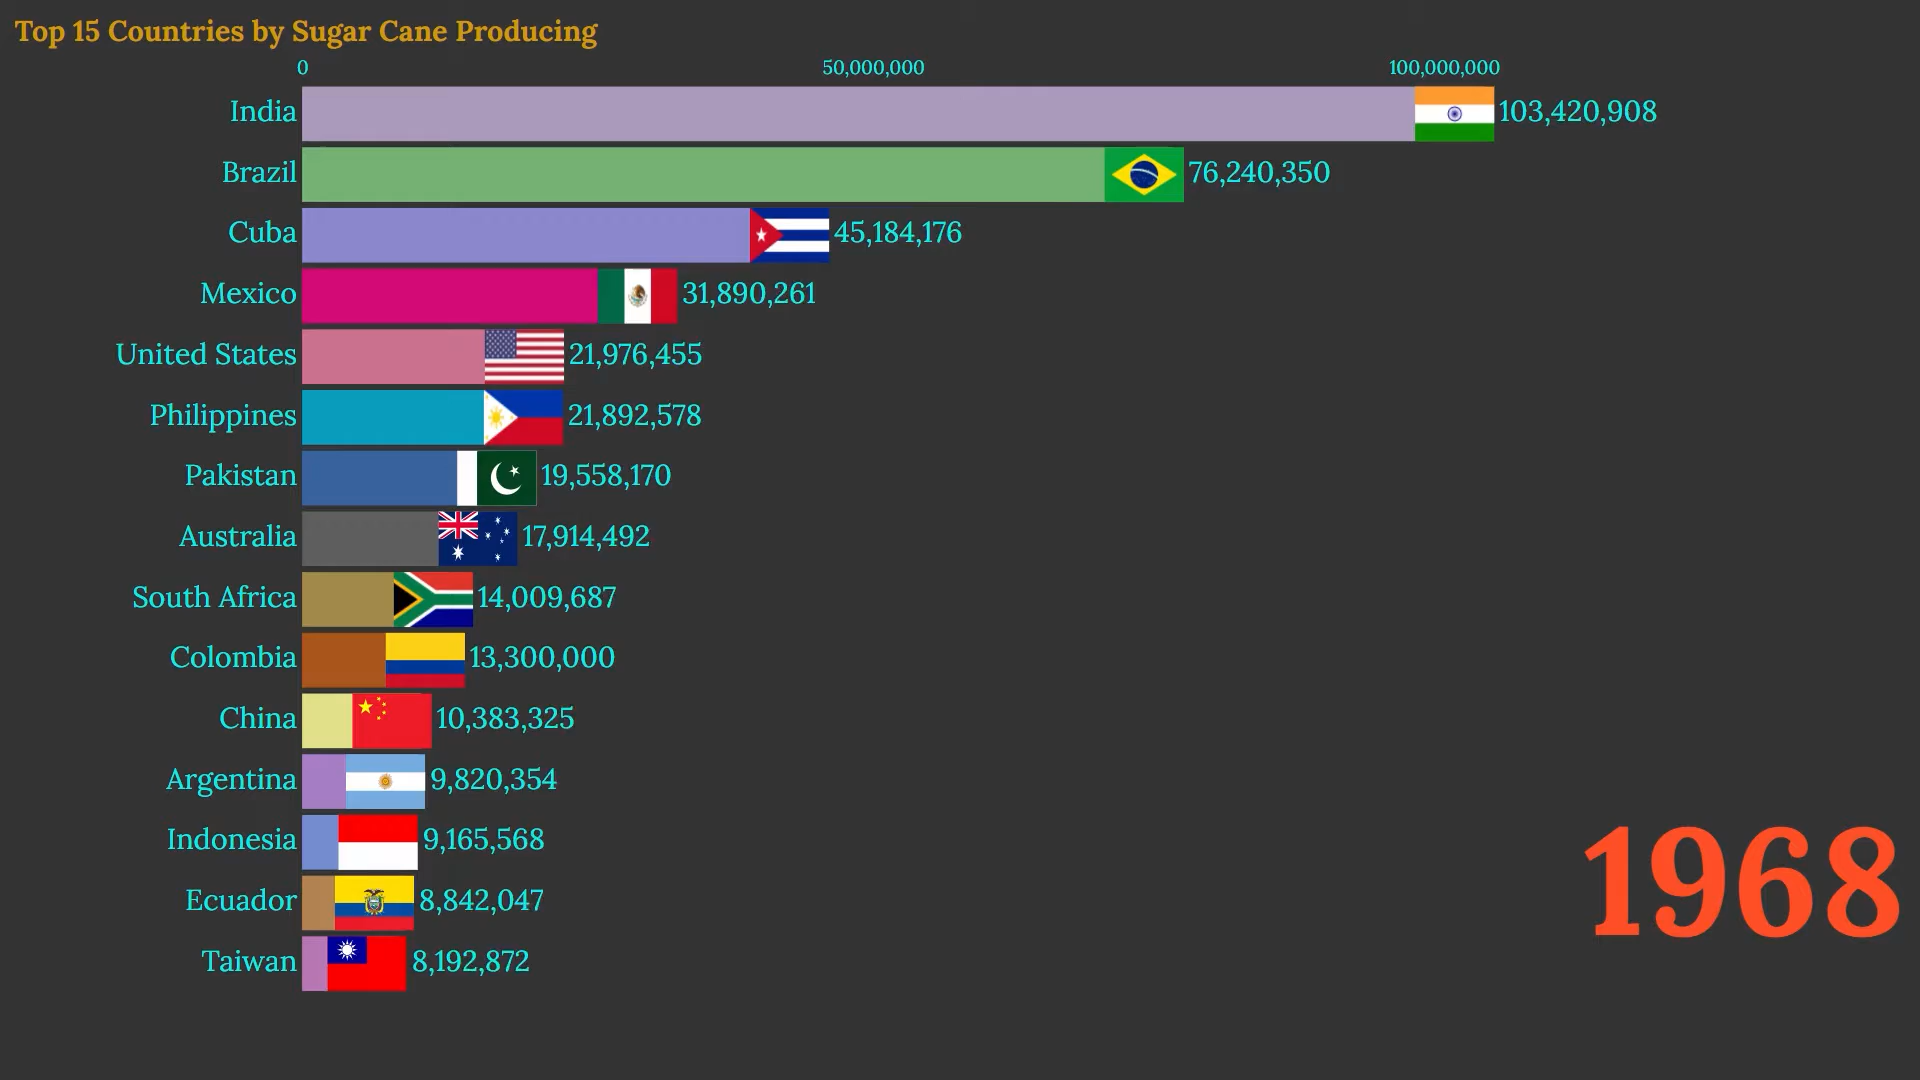 Top 15 Countries by Sugar Cane Producing
0 50,000,000 100,000,000
India 103,420,908
Brazil 76,240,350
Cuba 45,184,176
Mexico 31,890,261
United States 21,976,455
Philippines 21,892,578
Pakistan 19,558,170
Australia 17,914,492
South Africa 14,009,687
Colombia 13,300,000
China 10,383,325
Argentina 9,820,354
Indonesia 9,165,568
Ecuador 8,842,047
Taiwan 8,192,872
1968